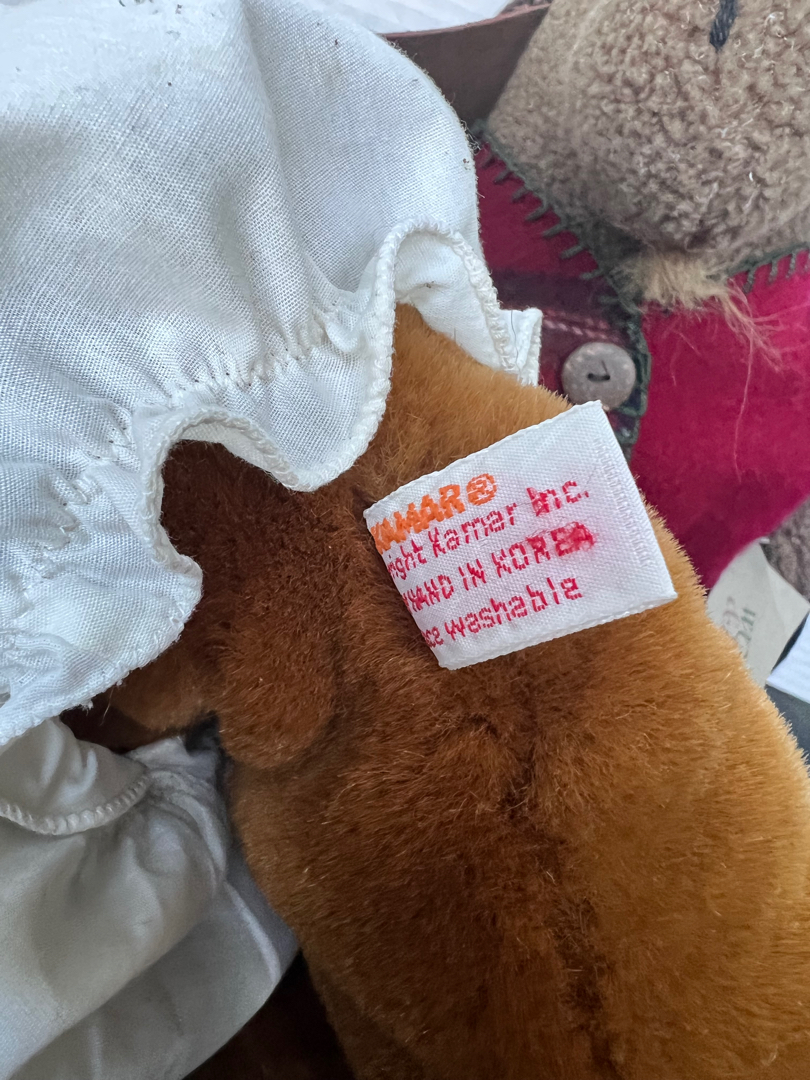 KAMAR®
right Kamar Inc.
HAND IN KOREA
ce washable